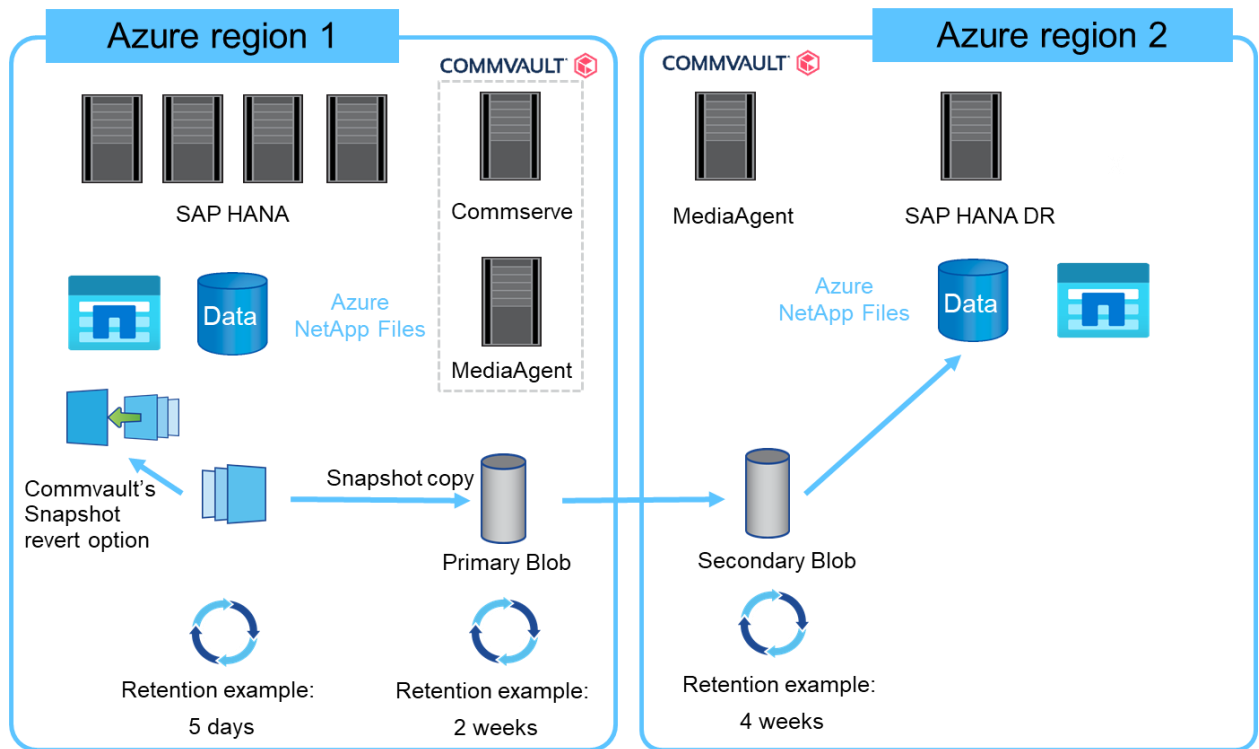 Azure region 1
COMMVAULT
SAP HANA
Commserve
Data
Azure
NetApp Files
MediaAgent
Commvault's
Snapshot
revert option
Snapshot copy
Primary Blob
Retention example:
5 days
Retention example:
2 weeks
Azure region 2
COMMVAULT
MediaAgent
SAP HANA DR
Azure
NetApp Files
Data
Secondary Blob
Retention example:
4 weeks